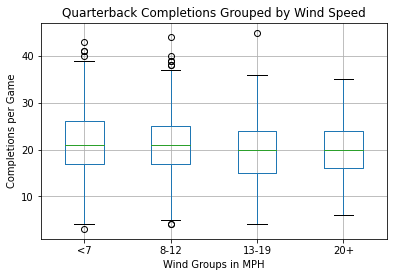 Quarterback Completions Grouped by Wind Speed
Completions per Game
40
30
20
10
<7
8-12
13-19
20+
Wind Groups in MPH